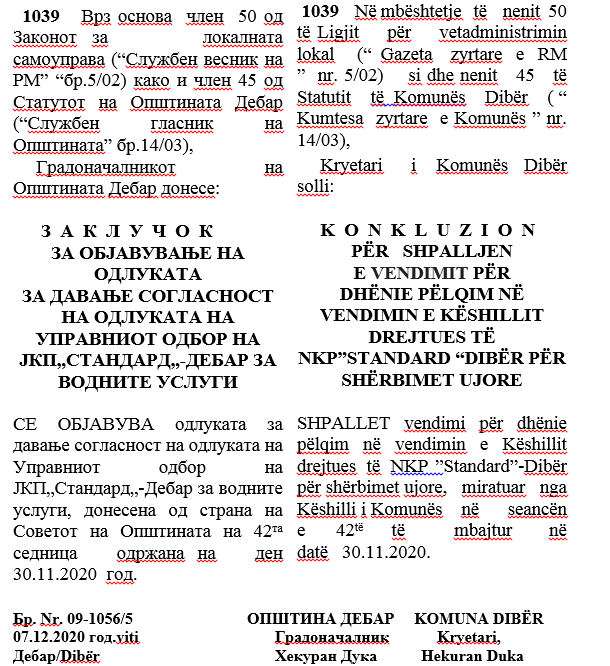 1039 Врз основа член 50 од
Законот за локалната
самоуправа (“Службен весник на
РМ” “бр.5/02) како и член 45 од
Статутот на Општината Дебар
(“Службен гласник на
Општината” бр.14/03),
Градоначалникот на
Општината Дебар донесе:
З А К Л У Ч О К
ЗА ОБЈАВУВАЊЕ НА
ОДЛУКАТА
ЗА ДАВАЊЕ СОГЛАСНОСТ
НА ОДЛУКАТА НА
УПРАВНИОТ ОДБОР НА
ЈКП,,СТАНДАРД,,-ДЕБАР ЗА
ВОДНИТЕ УСЛУГИ
СЕ ОБЈАВУВА одлуката за
давање согласност на одлуката на
Управниот одбор на
ЈКП,,Стандард,,-Дебар за водните
услуги, донесена од страна на
Советот на Општината на 42та
седница одржана на ден
30.11.2020 год.
1039 Në mbështetje të nenit 50
të Ligjit për vetadministrimin
lokal (“ Gazeta zyrtare e RM
” nr. 5/02) si dhe nenit 45 të
Statutit të Komunës Dibër ( “
Kumtesa zyrtare e Komunës ” nr.
14/03),
Kryetari i Komunës Dibër
solli:
K O N K L U Z I O N
PËR SHPALLJEN
E VENDIMIT PËR
DHËNIE PËLQIM NË
VENDIMIN E KËSHILLIT
DREJTUES TË
NKP”STANDARD “DIBËR PËR
SHËRBIMET UJORE
SHPALLET vendimi për dhënie
pëlqim në vendimin e Këshillit
drejtues të NKP ”Standard”-Dibër
për shërbimet ujore, miratuar nga
Këshilli i Komunës në seancën
e 42të të mbajtur në
datë 30.11.2020.
Бр. Nr. 09-1056/5 ОПШТИНА ДЕБАР KOMUNA DIBËR
07.12.2020 год.viti Градоначалник Kryetari,
Дебар/Dibër Хекуран Дука Hekuran Duka